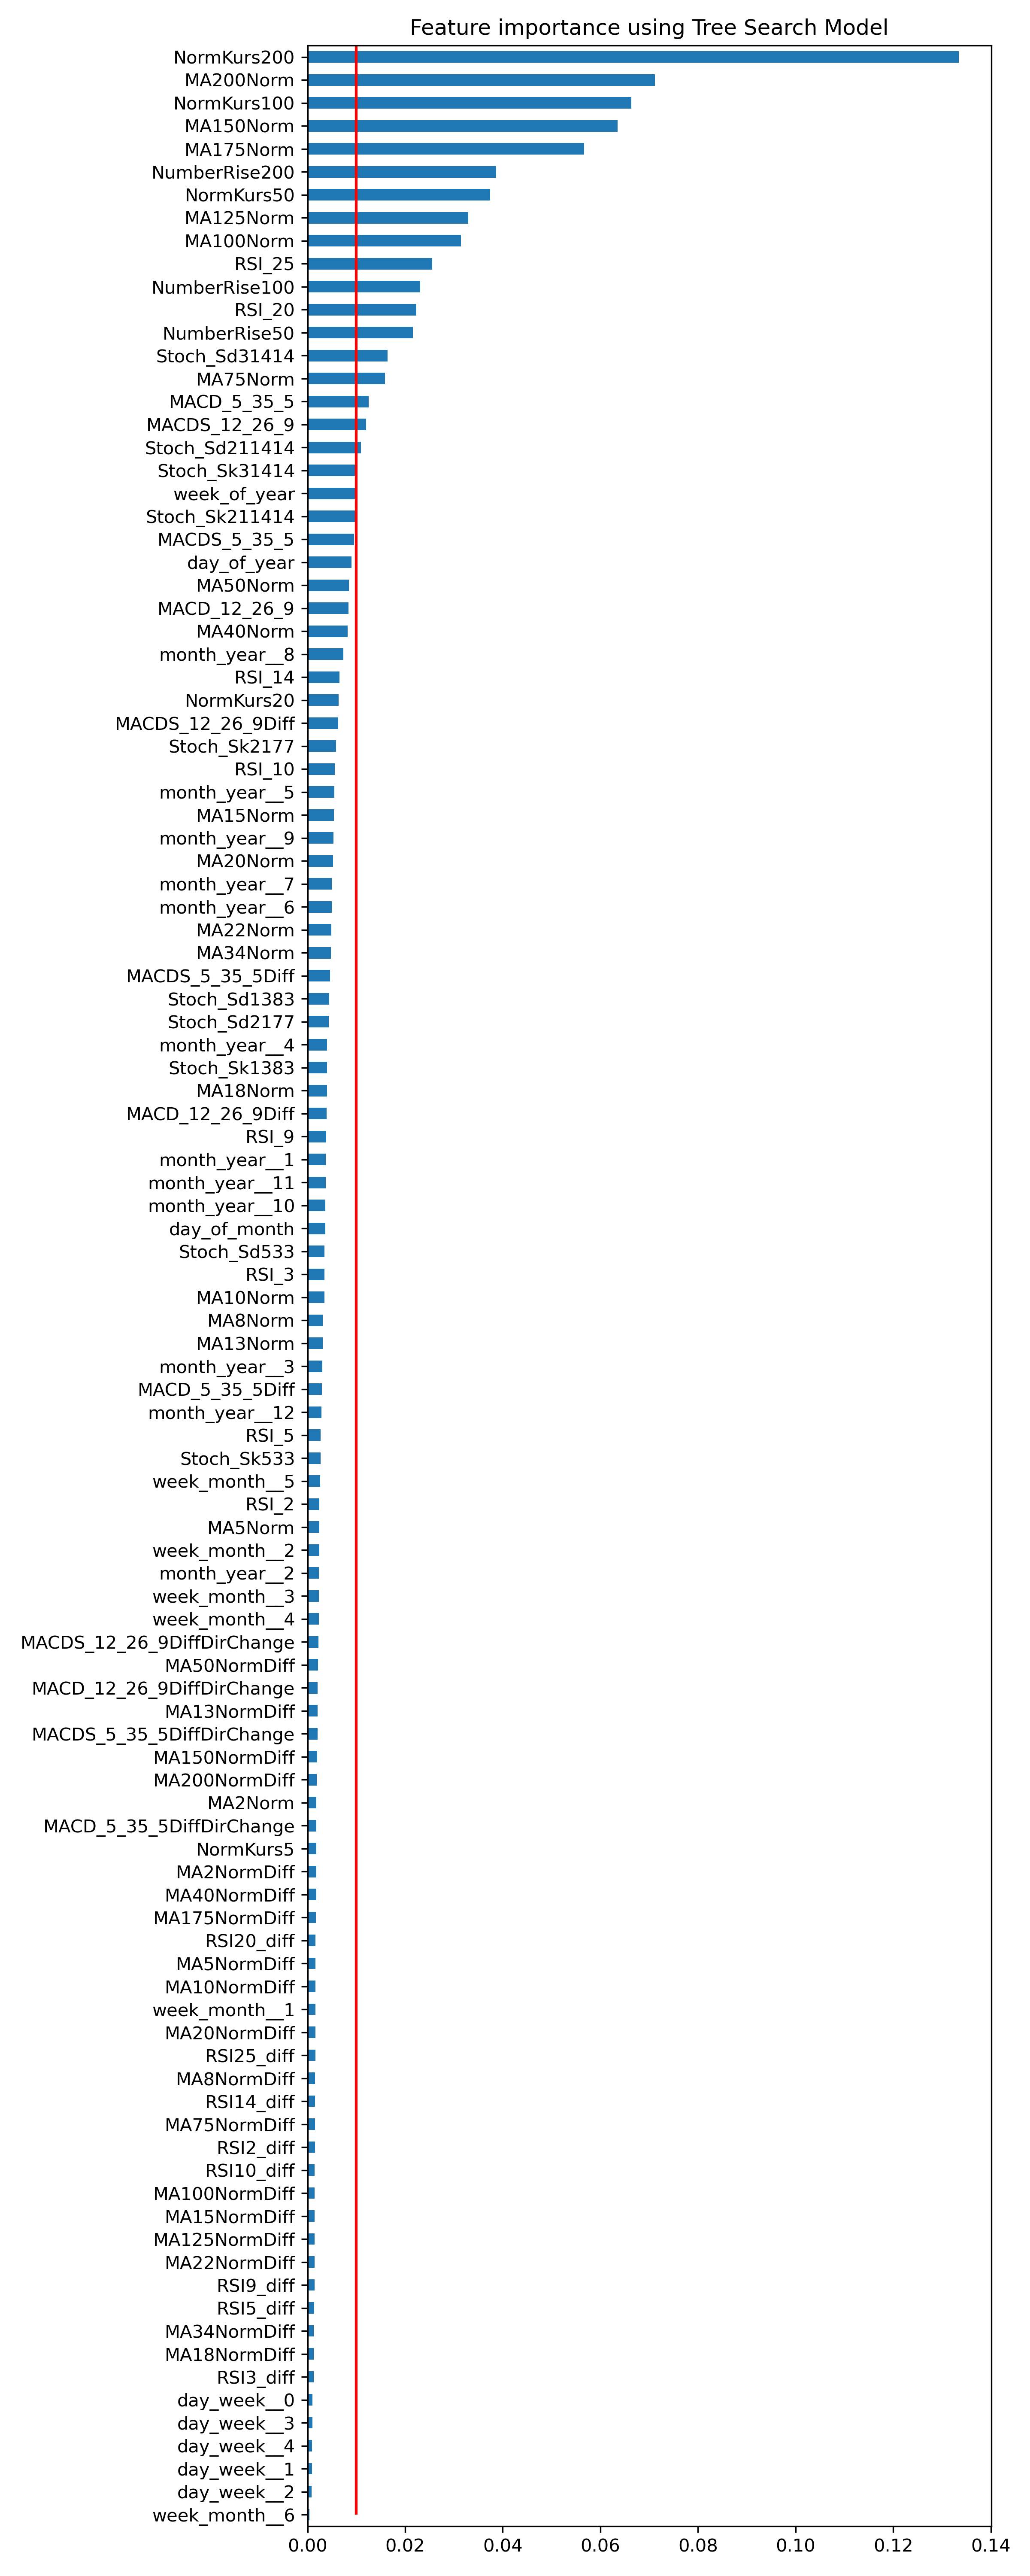 Feature importance using Tree Search Model
NormKurs200
MA200Norm
NormKurs100
MA150Norm
MA175Norm
NumberRise200
NormKurs50
MA125Norm
MA100Norm
RSI_25
NumberRise100
RSI_20
NumberRise50
Stoch_Sd31414
MA75Norm
MACD_5_35_5
MACDS_12_26_9
Stoch_Sd211414
Stoch_Sk31414
week_of_year
Stoch_Sk211414
MACDS_5_35_5
day_of_year
MA50Norm
MACD_12_26_9
MA40Norm
month_year__8
RSI_14
NormKurs20
MACDS_12_26_9Diff
Stoch_Sk2177
RSI_10
month_year__5
MA15Norm
month_year__9
MA20Norm
month_year__7
month_year__6
MA22Norm
MA34Norm
MACDS_5_35_5Diff
Stoch_Sd1383
Stoch_Sd2177
month_year__4
Stoch_Sk1383
MA18Norm
MACD_12_26_9Diff
RSI_9
month_year__1
month_year__11
month_year__10
day_of_month
Stoch_Sd533
RSI_3
MA10Norm
MA8Norm
MA13Norm
month_year__3
MACD_5_35_5Diff
month_year__12
RSI_5
Stoch_Sk533
week_month__5
RSI_2
MA5Norm
week_month__2
month_year__2
week_month__3
week_month__4
MACDS_12_26_9DiffDirChange
MA50NormDiff
MACD_12_26_9DiffDirChange
MA13NormDiff
MACDS_5_35_5DiffDirChange
MA150NormDiff
MA200NormDiff
MA2Norm
MACD_5_35_5DiffDirChange
NormKurs5
MA2NormDiff
MA40NormDiff
MA175NormDiff
RSI20_diff
MA5NormDiff
MA10NormDiff
week_month__1
MA20NormDiff
RSI25_diff
MA8NormDiff
RSI14_diff
MA75NormDiff
RSI2_diff
RSI10_diff
MA100NormDiff
MA15NormDiff
MA125NormDiff
MA22NormDiff
RSI9_diff
RSI5_diff
MA34NormDiff
MA18NormDiff
RSI3_diff
day_week__0
day_week__3
day_week__4
day_week__1
day_week__2
week_month__6
0.00 0.02 0.04 0.06 0.08 0.10 0.12 0.14